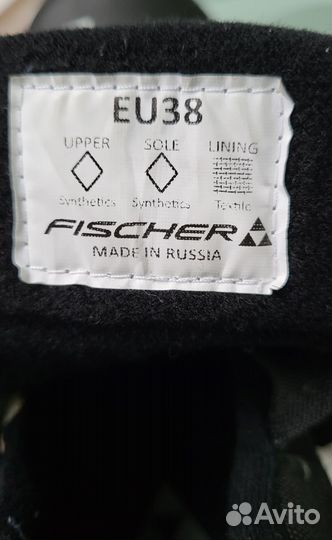 EU38
UPPER SOLE LINING
Synthetics Synthetics Textile
FISCHER
MADE IN RUSSIA
Avito